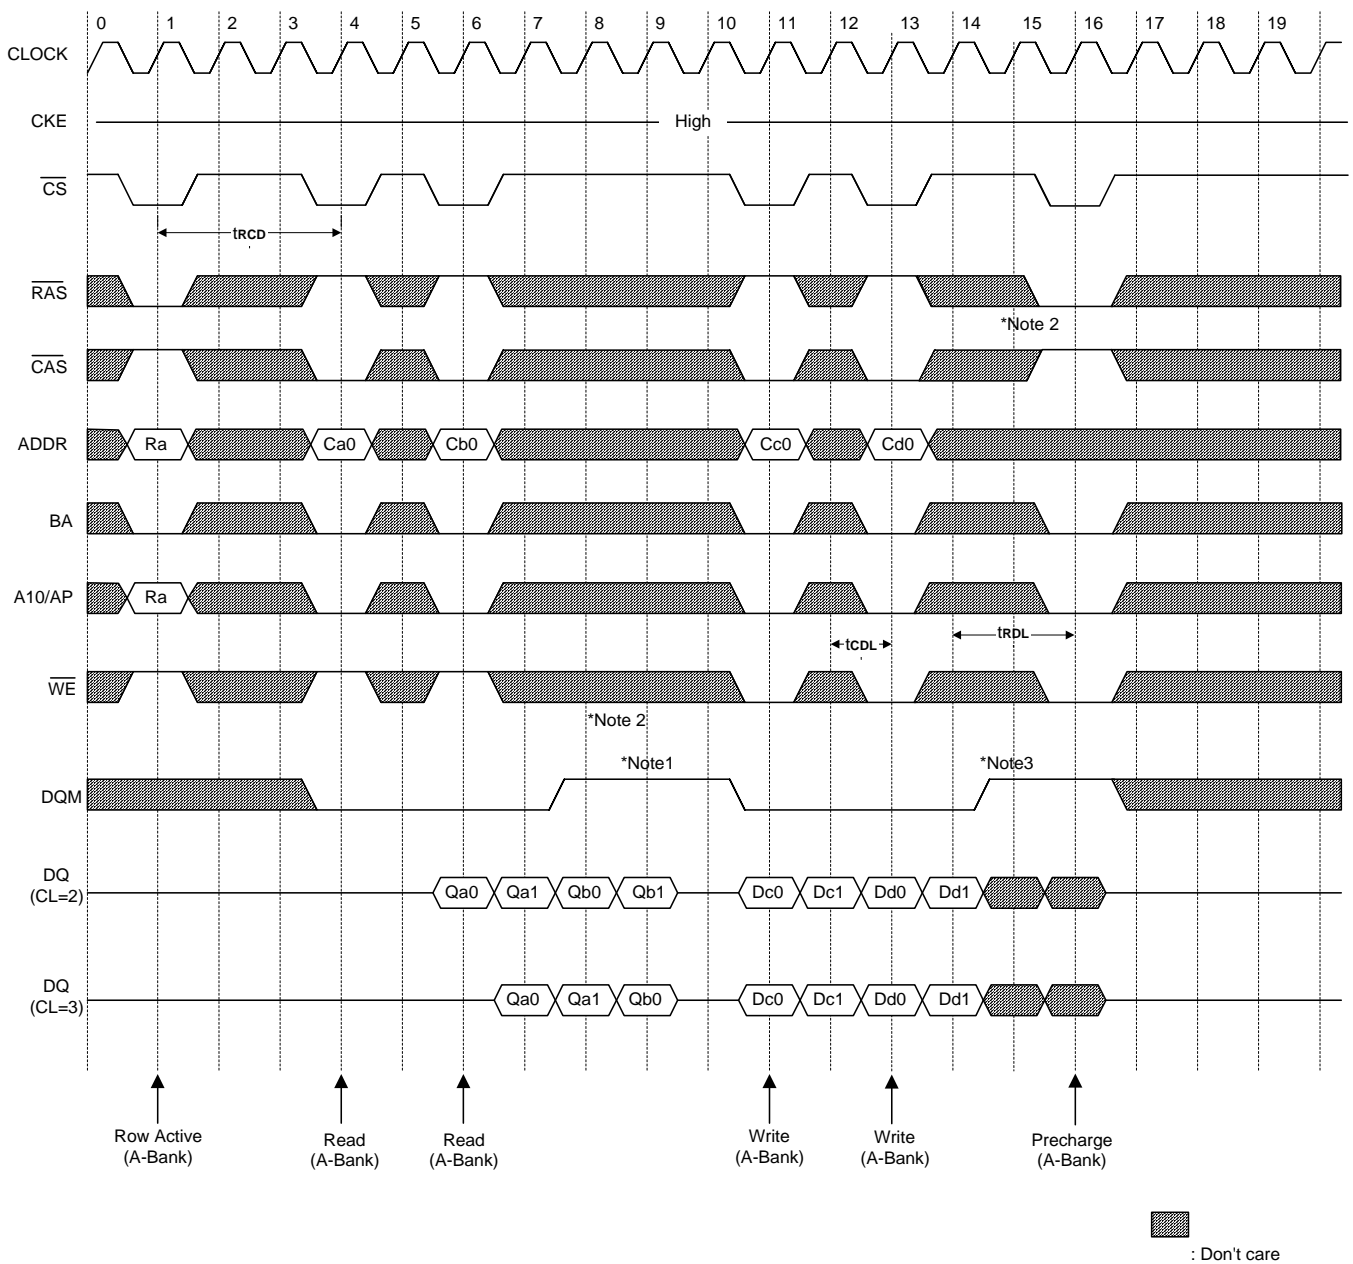 0 1 2 3 4 5 6 7 8 9 10 11 12 13 14 15 16 17 18 19
CLOCK
CKE High
CS
tRCD
RAS
*Note 2
CAS
ADDR Ra Ca0 Cb0 Cc0 Cd0
BA
A10/AP Ra
tCDL tRDL
WE
*Note 2
*Note1 *Note3
DQM
DQ
(CL=2) Qa0 Qa1 Qb0 Qb1 Dc0 Dc1 Dd0 Dd1
DQ
(CL=3) Qa0 Qa1 Qb0 Dc0 Dc1 Dd0 Dd1
Row Active
(A-Bank)
Read
(A-Bank)
Read
(A-Bank)
Write
(A-Bank)
Write
(A-Bank)
Precharge
(A-Bank)
: Don't care